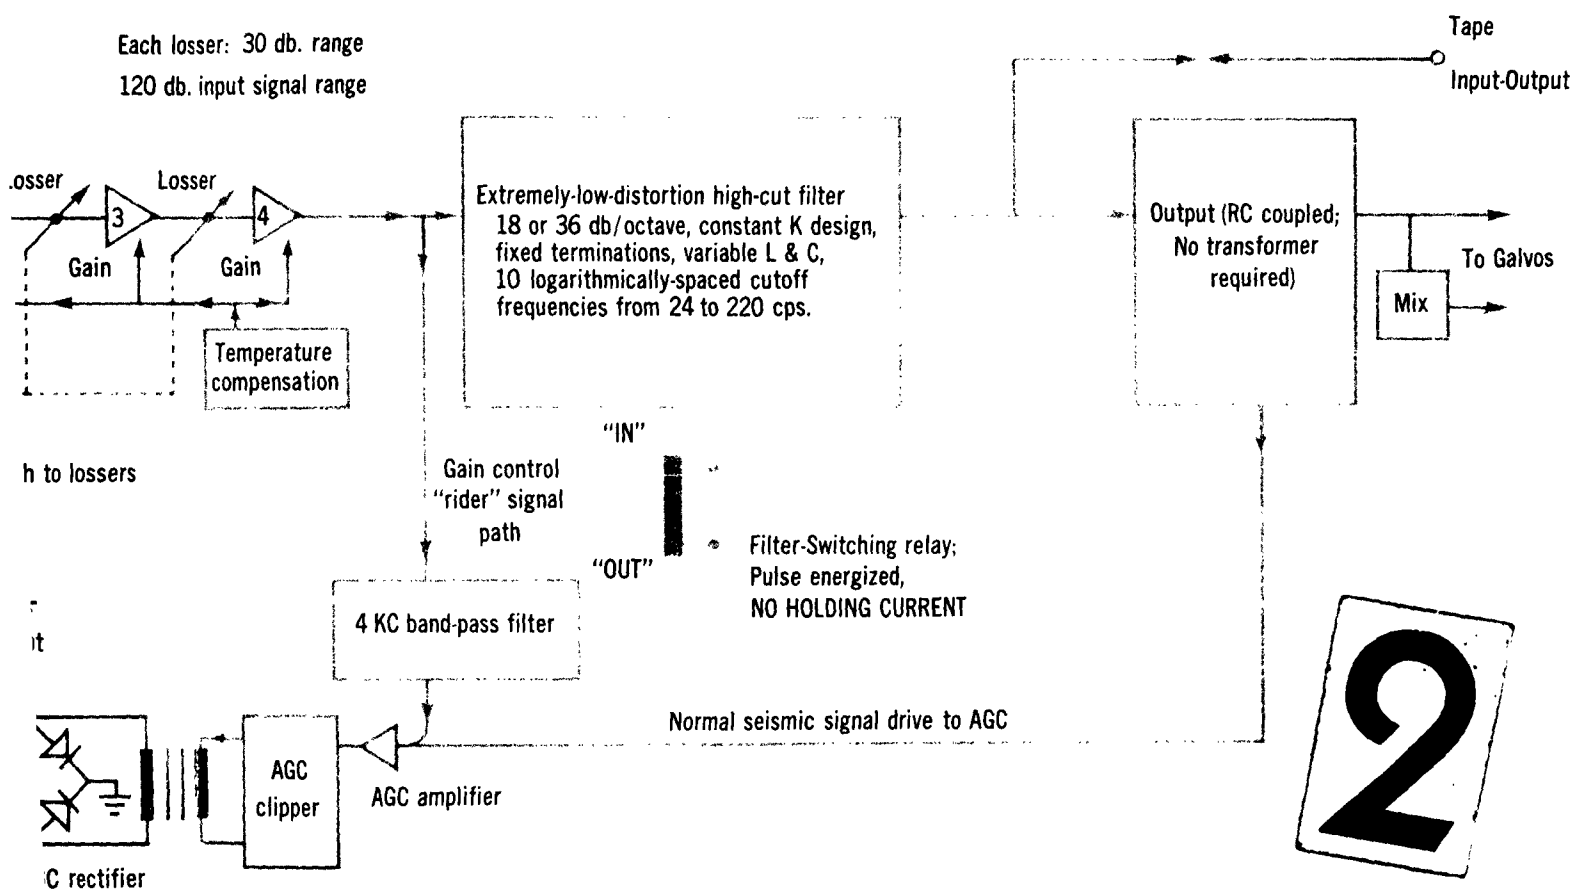 Each losser: 30 db. range
120 db. input signal range
Tape
Input-Output
Losser
3
Losser
4
Gain
Gain
Temperature
compensation
Extremely-low-distortion high-cut filter
18 or 36 db/octave, constant K design,
fixed terminations, variable L & C,
10 logarithmically-spaced cutoff
frequencies from 24 to 220 cps.
Output (RC coupled;
No transformer
required)
To Galvos
Mix
h to lossers
Gain control
"rider" signal
path
"IN"
"OUT"
Filter-Switching relay;
Pulse energized,
NO HOLDING CURRENT
4 KC band-pass filter
Normal seismic signal drive to AGC
AGC
clipper
AGC amplifier
C rectifier
2